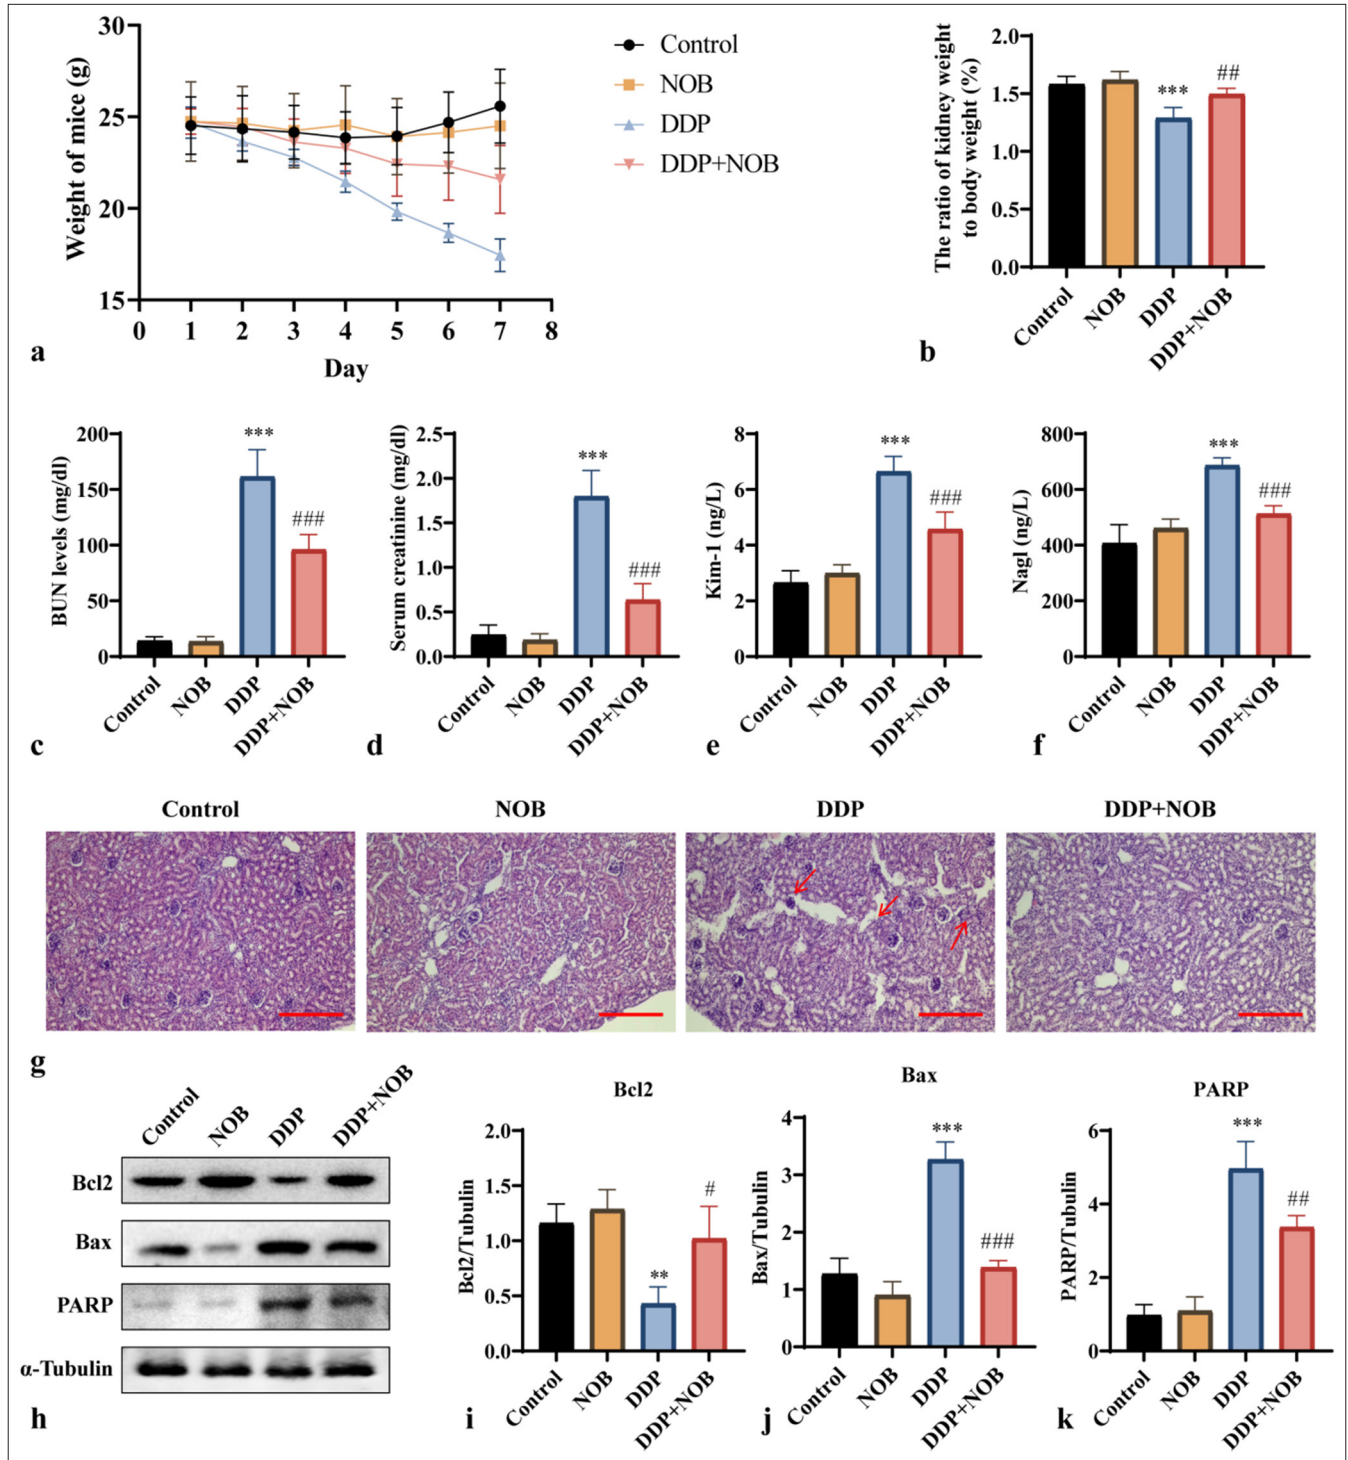 30
25
20
15
Weight of mice (g)
0 1 2 3 4 5 6 7 8
Day
Control
NOB
DDP
DDP+NOB
a
2.0
1.5
1.0
0.5
0.0
The ratio of kidney weight
to body weight (%)
***
##
Control
NOB
DDP
DDP+NOB
b
200
150
100
50
0
BUN levels (mg/dl)
***
###
Control
NOB
DDP
DDP+NOB
c
2.5
2.0
1.5
1.0
0.5
0.0
Serum creatinine (mg/dl)
***
###
Control
NOB
DDP
DDP+NOB
d
8
6
4
2
0
Kim-1 (ng/L)
***
###
Control
NOB
DDP
DDP+NOB
e
800
600
400
200
0
Nagl (ng/L)
***
###
Control
NOB
DDP
DDP+NOB
f
Control
NOB
DDP
DDP+NOB
g
Control
NOB
DDP
DDP+NOB
Bcl2
Bax
PARP
α-Tubulin
h
Bcl2
2.0
1.5
1.0
0.5
0.0
Bcl2/Tubulin
**
#
Control
NOB
DDP
DDP+NOB
i
Bax
4
3
2
1
0
Bax/Tubulin
***
###
Control
NOB
DDP
DDP+NOB
j
PARP
6
4
2
0
PARP/Tubulin
***
##
Control
NOB
DDP
DDP+NOB
k